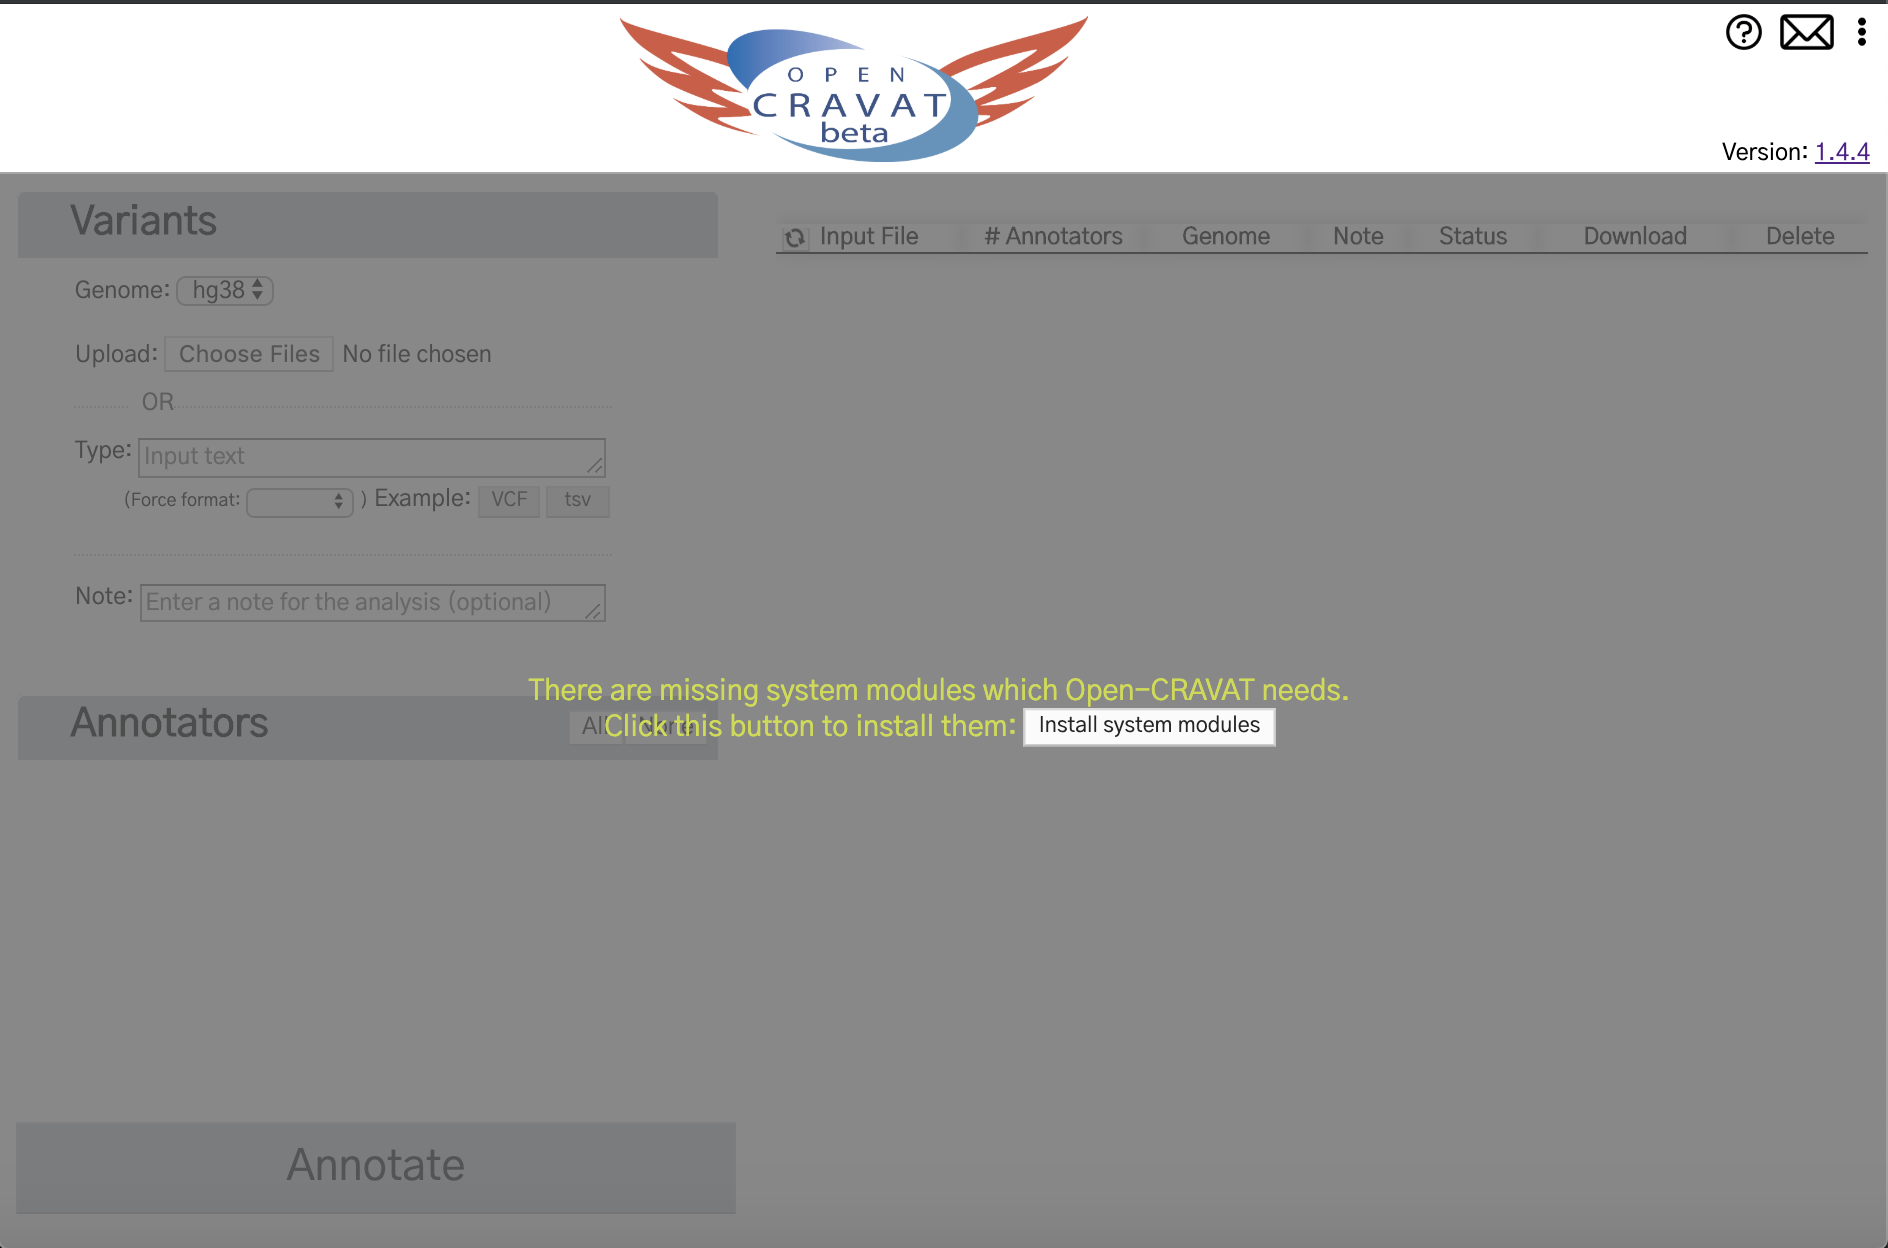 OPEN
CRAVAT
beta
Version: 1.4.4
Variants
Genome: hg38
Upload: Choose Files No file chosen
OR
Type: Input text
(Force format: ) Example: VCF tsv
Note: Enter a note for the analysis (optional)
Input File # Annotators Genome Note Status Download Delete
There are missing system modules which Open-CRAVAT needs.
Click this button to install them: Install system modules
Annotators All None
Annotate